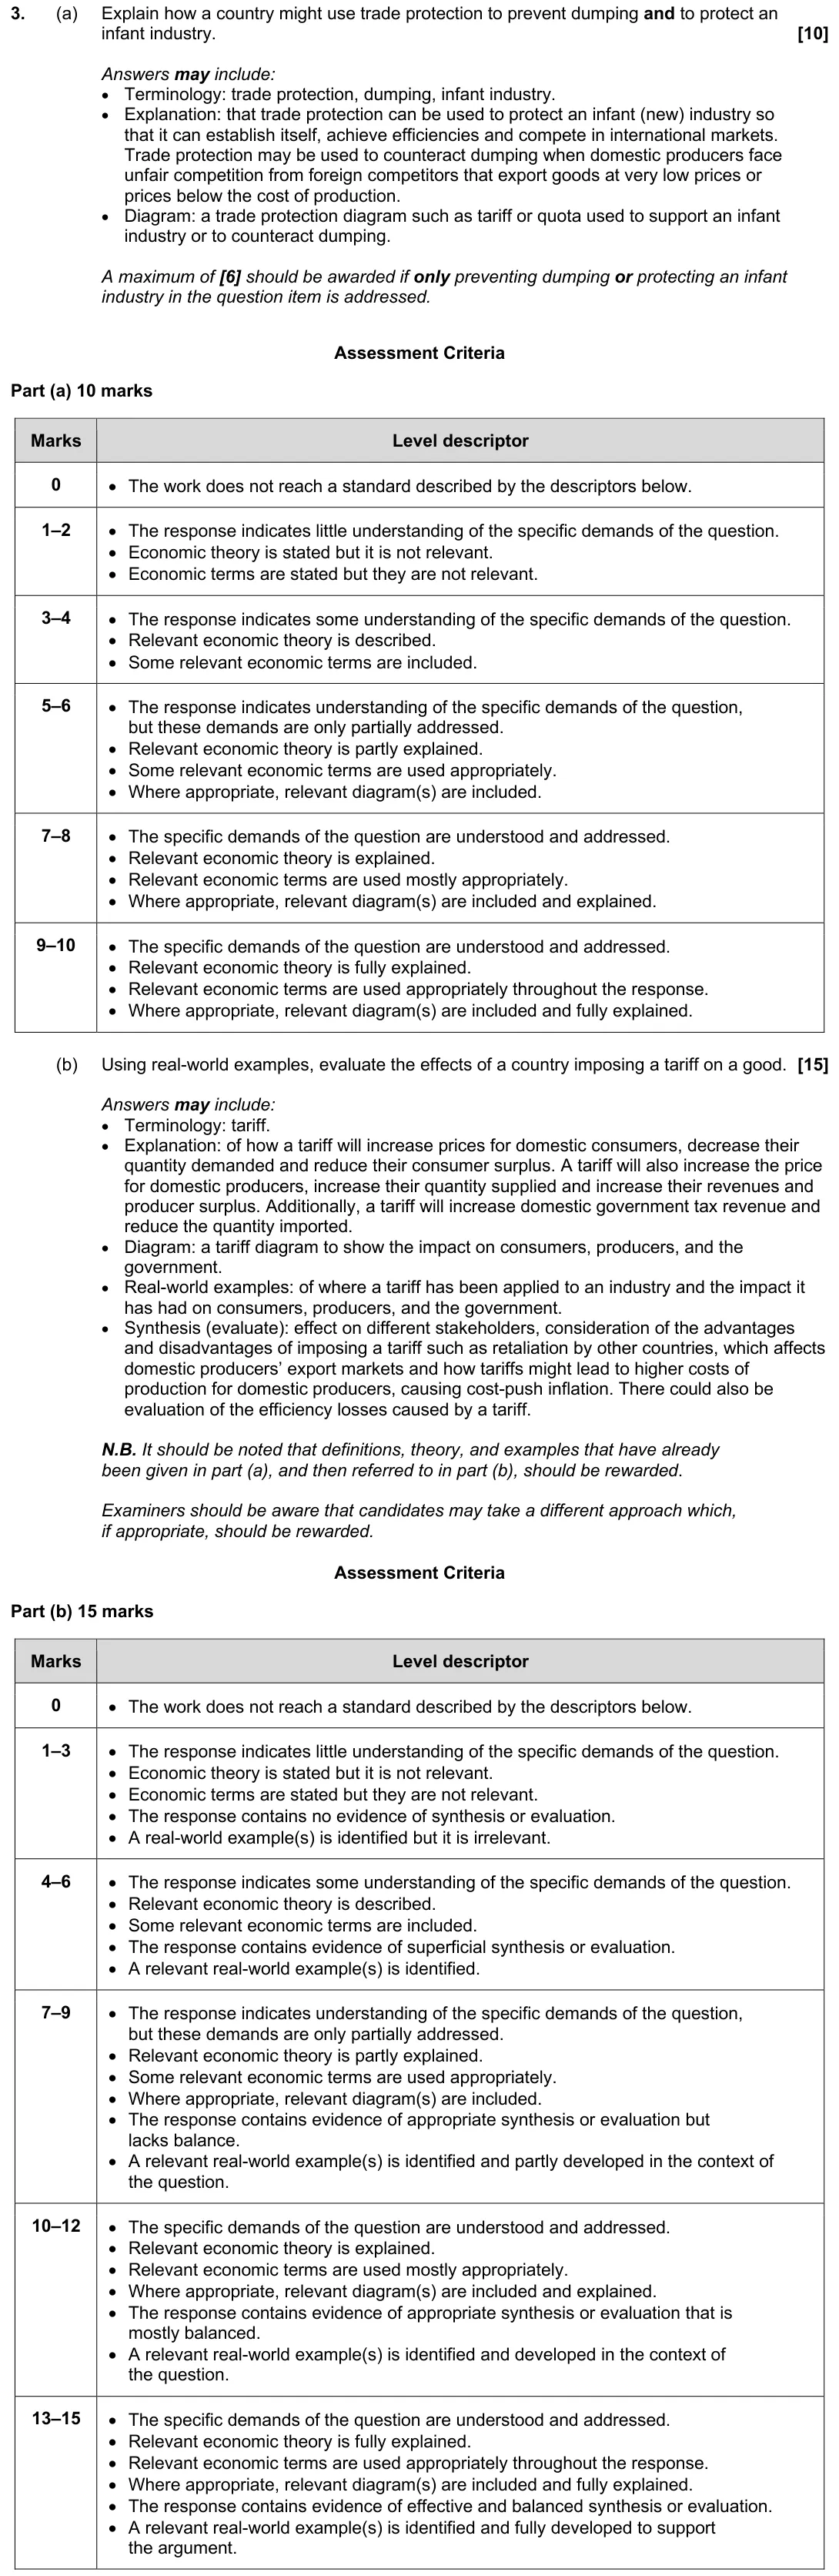 3. (a) Explain how a country might use trade protection to prevent dumping and to protect an
infant industry. [10]
Answers may include:
• Terminology: trade protection, dumping, infant industry.
• Explanation: that trade protection can be used to protect an infant (new) industry so
that it can establish itself, achieve efficiencies and compete in international markets.
Trade protection may be used to counteract dumping when domestic producers face
unfair competition from foreign competitors that export goods at very low prices or
prices below the cost of production.
• Diagram: a trade protection diagram such as tariff or quota used to support an infant
industry or to counteract dumping.
A maximum of [6] should be awarded if only preventing dumping or protecting an infant
industry in the question item is addressed.
Assessment Criteria
Part (a) 10 marks
Marks Level descriptor
0 • The work does not reach a standard described by the descriptors below.
1–2 • The response indicates little understanding of the specific demands of the question.
• Economic theory is stated but it is not relevant.
• Economic terms are stated but they are not relevant.
3–4 • The response indicates some understanding of the specific demands of the question.
• Relevant economic theory is described.
• Some relevant economic terms are included.
5–6 • The response indicates understanding of the specific demands of the question,
but these demands are only partially addressed.
• Relevant economic theory is partly explained.
• Some relevant economic terms are used appropriately.
• Where appropriate, relevant diagram(s) are included.
7–8 • The specific demands of the question are understood and addressed.
• Relevant economic theory is explained.
• Relevant economic terms are used mostly appropriately.
• Where appropriate, relevant diagram(s) are included and explained.
9–10 • The specific demands of the question are understood and addressed.
• Relevant economic theory is fully explained.
• Relevant economic terms are used appropriately throughout the response.
• Where appropriate, relevant diagram(s) are included and fully explained.
(b) Using real-world examples, evaluate the effects of a country imposing a tariff on a good. [15]
Answers may include:
• Terminology: tariff.
• Explanation: of how a tariff will increase prices for domestic consumers, decrease their
quantity demanded and reduce their consumer surplus. A tariff will also increase the price
for domestic producers, increase their quantity supplied and increase their revenues and
producer surplus. Additionally, a tariff will increase domestic government tax revenue and
reduce the quantity imported.
• Diagram: a tariff diagram to show the impact on consumers, producers, and the
government.
• Real-world examples: of where a tariff has been applied to an industry and the impact it
has had on consumers, producers, and the government.
• Synthesis (evaluate): effect on different stakeholders, consideration of the advantages
and disadvantages of imposing a tariff such as retaliation by other countries, which affects
domestic producers’ export markets and how tariffs might lead to higher costs of
production for domestic producers, causing cost-push inflation. There could also be
evaluation of the efficiency losses caused by a tariff.
N.B. It should be noted that definitions, theory, and examples that have already
been given in part (a), and then referred to in part (b), should be rewarded.
Examiners should be aware that candidates may take a different approach which,
if appropriate, should be rewarded.
Assessment Criteria
Part (b) 15 marks
Marks Level descriptor
0 • The work does not reach a standard described by the descriptors below.
1–3 • The response indicates little understanding of the specific demands of the question.
• Economic theory is stated but it is not relevant.
• Economic terms are stated but they are not relevant.
• The response contains no evidence of synthesis or evaluation.
• A real-world example(s) is identified but it is irrelevant.
4–6 • The response indicates some understanding of the specific demands of the question.
• Relevant economic theory is described.
• Some relevant economic terms are included.
• The response contains evidence of superficial synthesis or evaluation.
• A relevant real-world example(s) is identified.
7–9 • The response indicates understanding of the specific demands of the question,
but these demands are only partially addressed.
• Relevant economic theory is partly explained.
• Some relevant economic terms are used appropriately.
• Where appropriate, relevant diagram(s) are included.
• The response contains evidence of appropriate synthesis or evaluation but
lacks balance.
• A relevant real-world example(s) is identified and partly developed in the context of
the question.
10–12 • The specific demands of the question are understood and addressed.
• Relevant economic theory is explained.
• Relevant economic terms are used mostly appropriately.
• Where appropriate, relevant diagram(s) are included and explained.
• The response contains evidence of appropriate synthesis or evaluation that is
mostly balanced.
• A relevant real-world example(s) is identified and developed in the context of
the question.
13–15 • The specific demands of the question are understood and addressed.
• Relevant economic theory is fully explained.
• Relevant economic terms are used appropriately throughout the response.
• Where appropriate, relevant diagram(s) are included and fully explained.
• The response contains evidence of effective and balanced synthesis or evaluation.
• A relevant real-world example(s) is identified and fully developed to support
the argument.